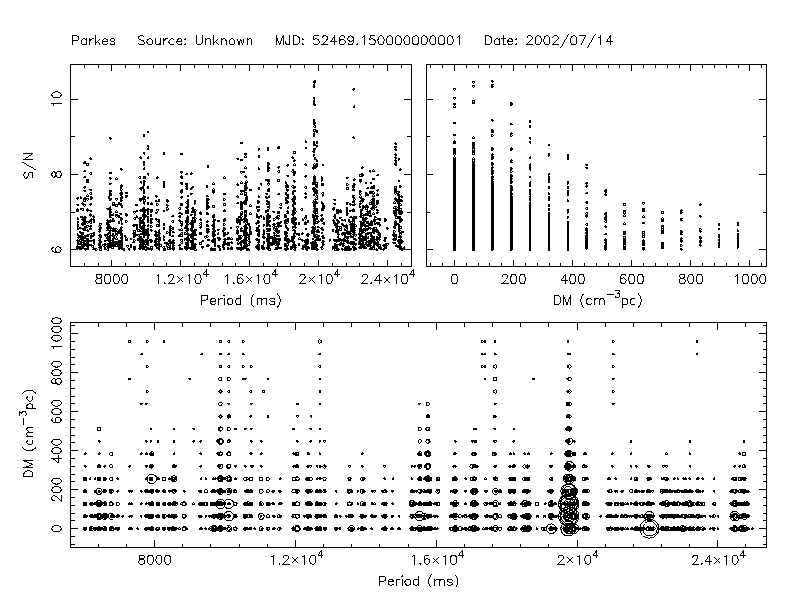 Parkes Source: Unknown MJD: 52469.150000000001 Date: 2002/07/14
S/N
10
8
6
8000 1.2×10⁴ 1.6×10⁴ 2×10⁴ 2.4×10⁴
Period (ms)
0 200 400 600 800 1000
DM (cm⁻³pc)
DM (cm⁻³pc)
1000
800
600
400
200
0
8000 1.2×10⁴ 1.6×10⁴ 2×10⁴ 2.4×10⁴
Period (ms)